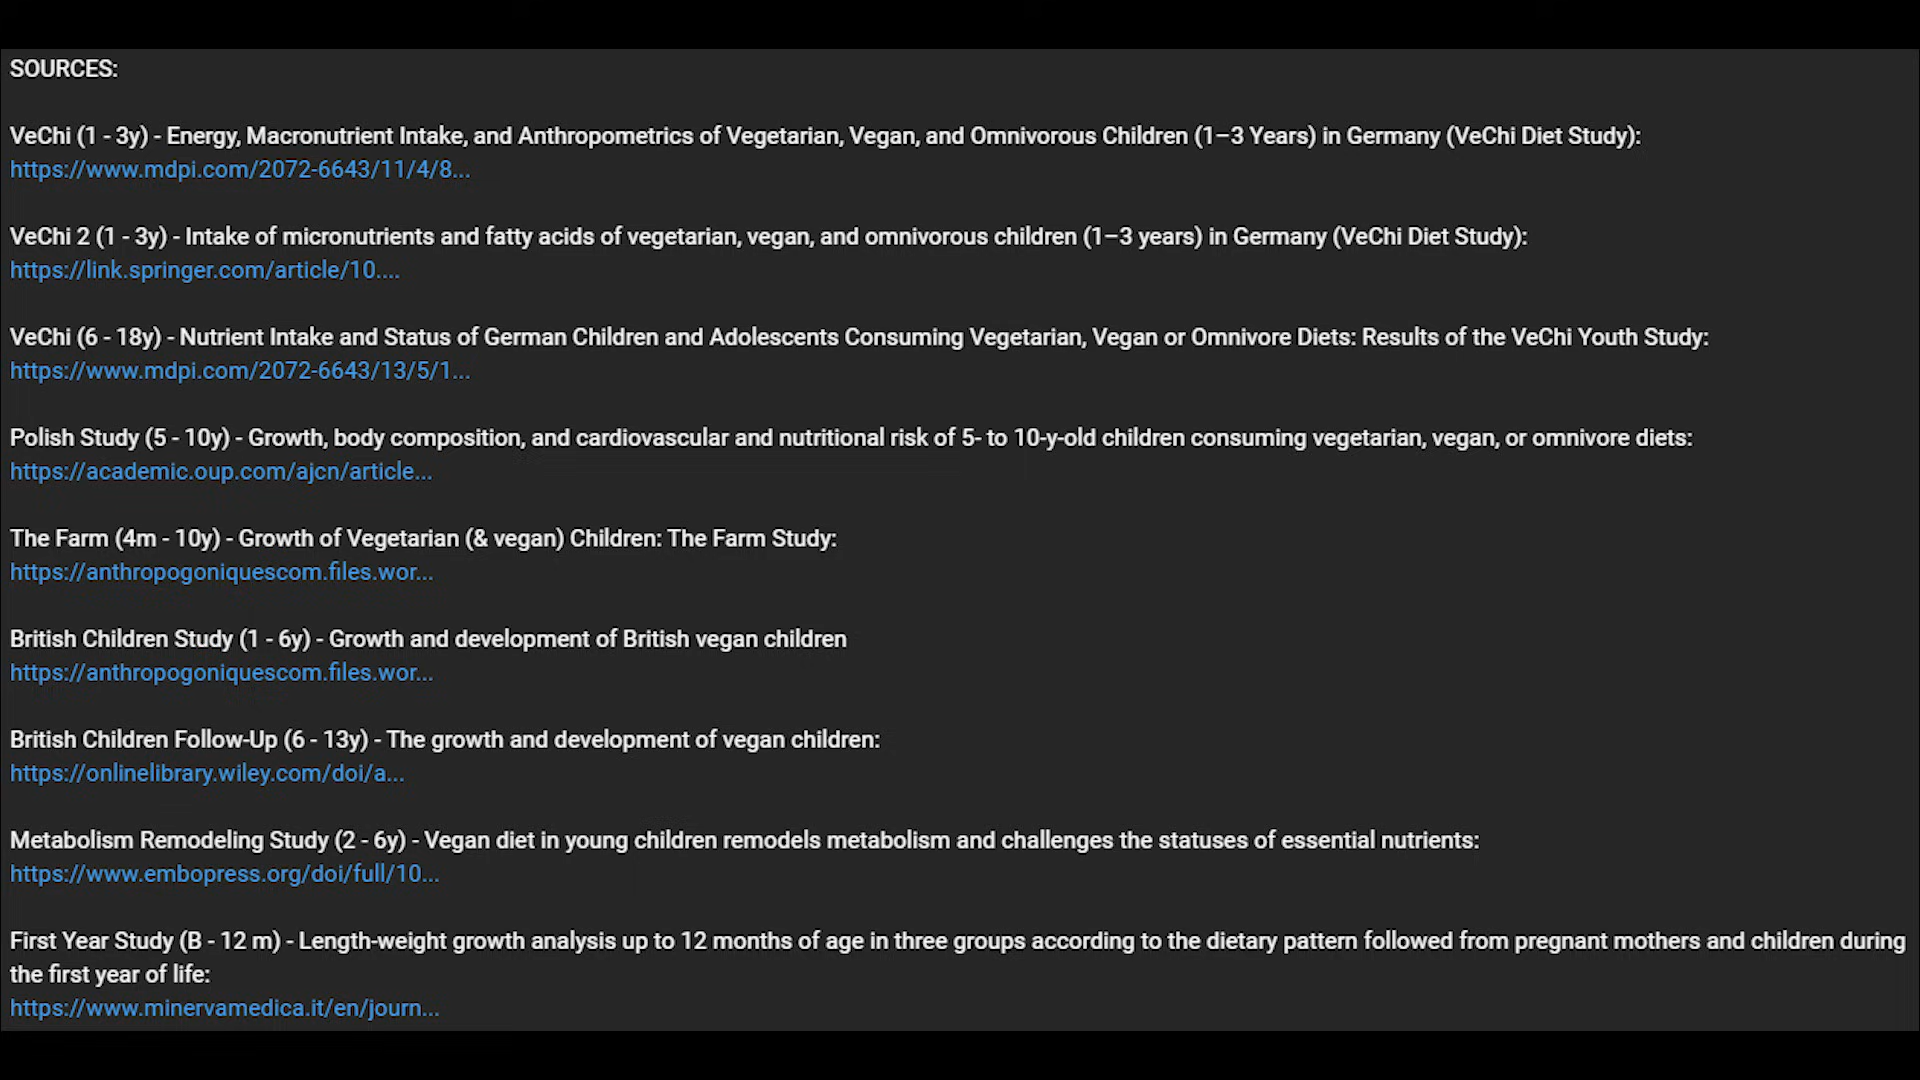 SOURCES:
VeChi (1 - 3y) - Energy, Macronutrient Intake, and Anthropometrics of Vegetarian, Vegan, and Omnivorous Children (1–3 Years) in Germany (VeChi Diet Study):
https://www.mdpi.com/2072-6643/11/4/8...
VeChi 2 (1 - 3y) - Intake of micronutrients and fatty acids of vegetarian, vegan, and omnivorous children (1–3 years) in Germany (VeChi Diet Study):
https://link.springer.com/article/10....
VeChi (6 - 18y) - Nutrient Intake and Status of German Children and Adolescents Consuming Vegetarian, Vegan or Omnivore Diets: Results of the VeChi Youth Study:
https://www.mdpi.com/2072-6643/13/5/1...
Polish Study (5 - 10y) - Growth, body composition, and cardiovascular and nutritional risk of 5- to 10-y-old children consuming vegetarian, vegan, or omnivore diets:
https://academic.oup.com/ajcn/article...
The Farm (4m - 10y) - Growth of Vegetarian (& vegan) Children: The Farm Study:
https://anthropogoniquescom.files.wor...
British Children Study (1 - 6y) - Growth and development of British vegan children
https://anthropogoniquescom.files.wor...
British Children Follow-Up (6 - 13y) - The growth and development of vegan children:
https://onlinelibrary.wiley.com/doi/a...
Metabolism Remodeling Study (2 - 6y) - Vegan diet in young children remodels metabolism and challenges the statuses of essential nutrients:
https://www.embopress.org/doi/full/10...
First Year Study (B - 12 m) - Length-weight growth analysis up to 12 months of age in three groups according to the dietary pattern followed from pregnant mothers and children during
the first year of life:
https://www.minervamedica.it/en/journ...